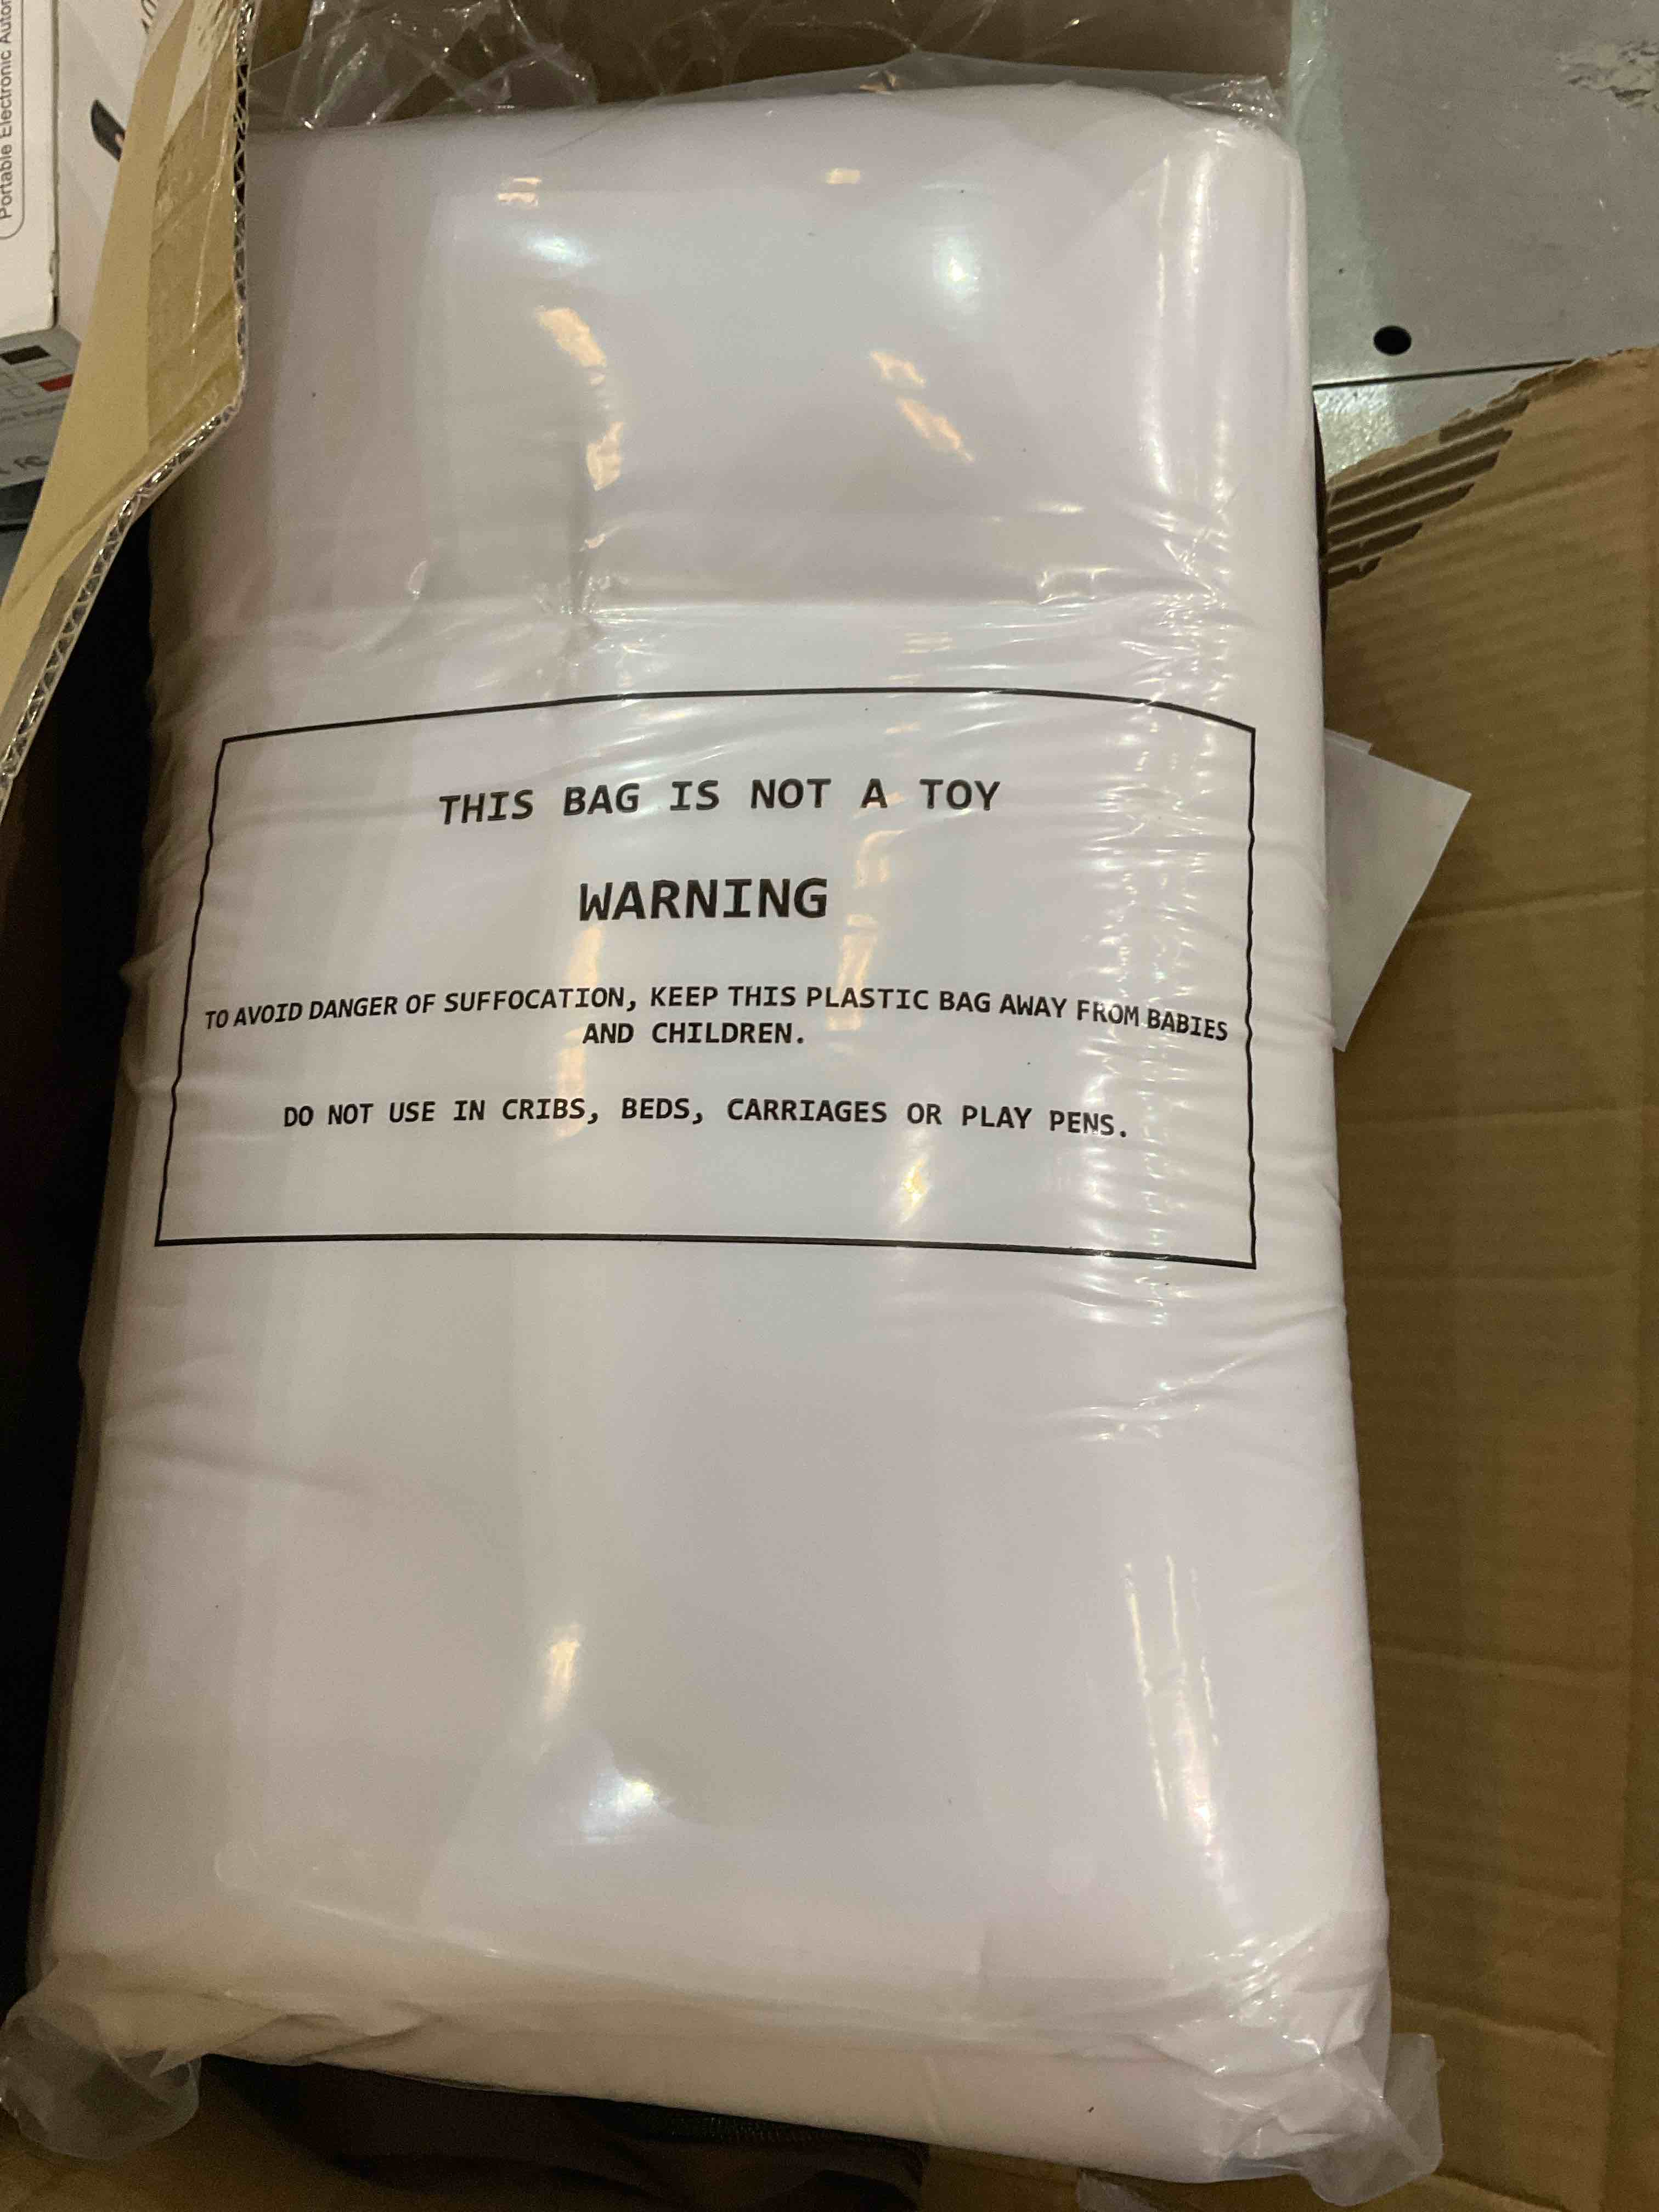 Portable Electronic
THIS BAG IS NOT A TOY
WARNING
TO AVOID DANGER OF SUFFOCATION, KEEP THIS PLASTIC BAG AWAY FROM BABIES
AND CHILDREN.
DO NOT USE IN CRIBS, BEDS, CARRIAGES OR PLAY PENS.